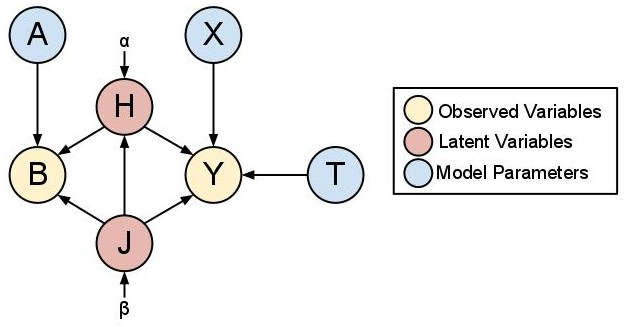 A
X
α
H
Observed Variables
Latent Variables
Model Parameters
B
Y
T
J
β